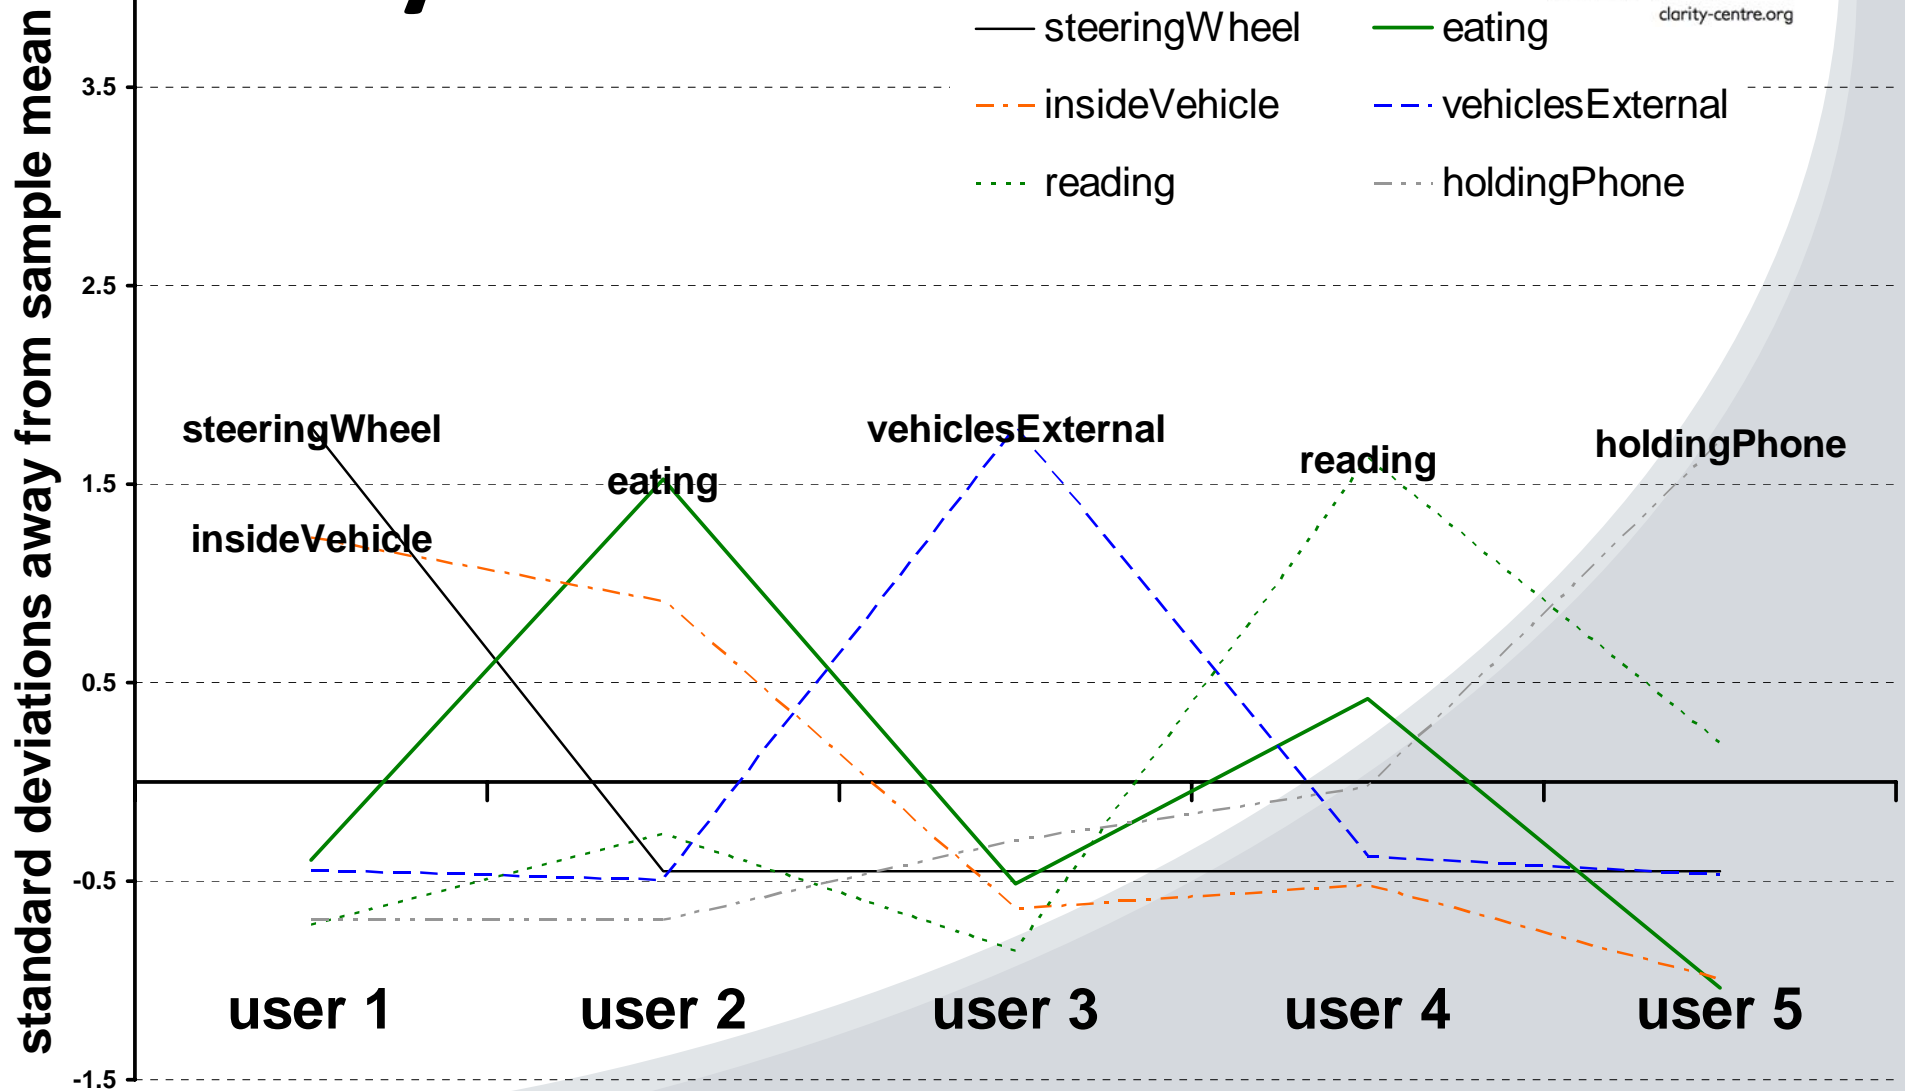 clarity-centre.org
steeringWheel
eating
insideVehicle
vehiclesExternal
reading
holdingPhone
standard deviations away from sample mean
3.5
2.5
1.5
0.5
-0.5
-1.5
steeringWheel
insideVehicle
eating
vehiclesExternal
reading
holdingPhone
user 1
user 2
user 3
user 4
user 5